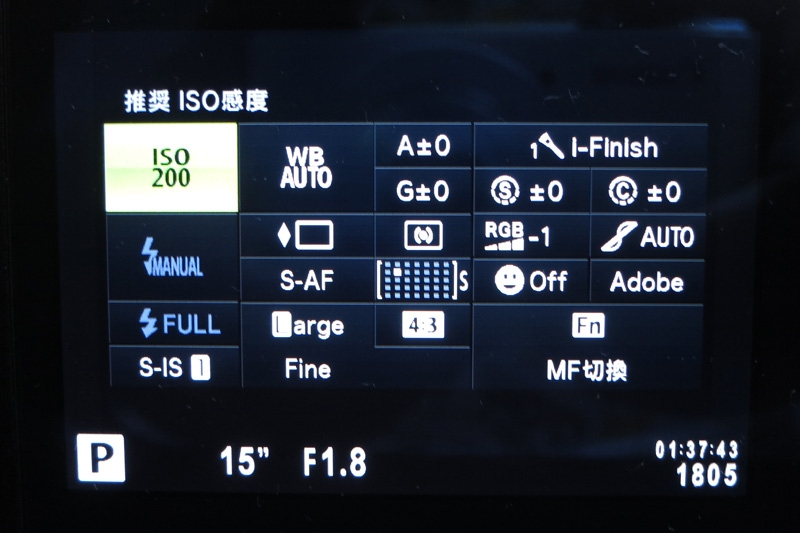 推奨 ISO感度
ISO 200
WB AUTO
A±0
1 i-Finish
G±0
S ±0
C ±0
MANUAL
RGB -1
AUTO
S-AF
S
Off
Adobe
FULL
Large
4:3
Fn
S-IS 1
Fine
MF切換
P
15"
F1.8
01:37:43
1805